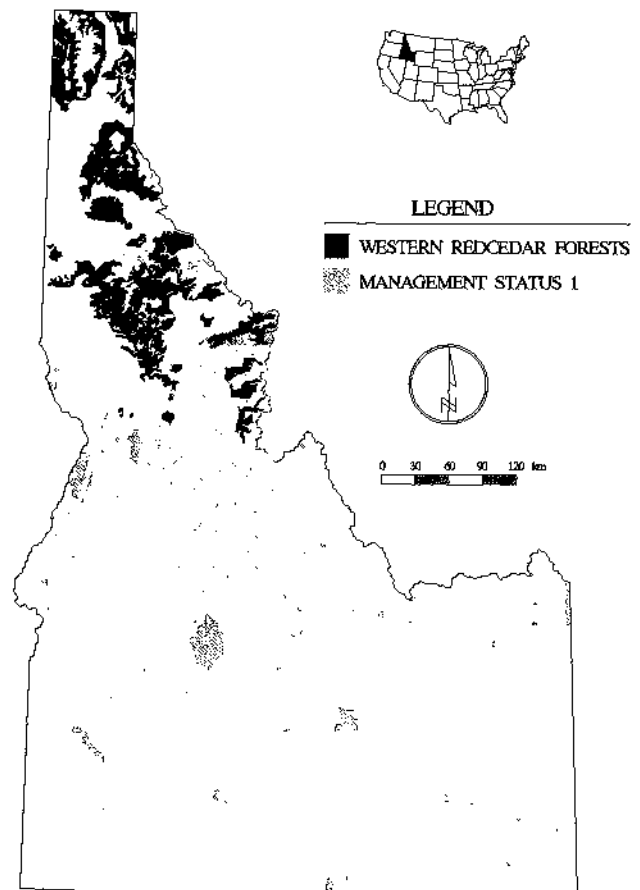 LEGEND
WESTERN REDCEDAR FORESTS
MANAGEMENT STATUS 1
N
0 30 60 90 120 km